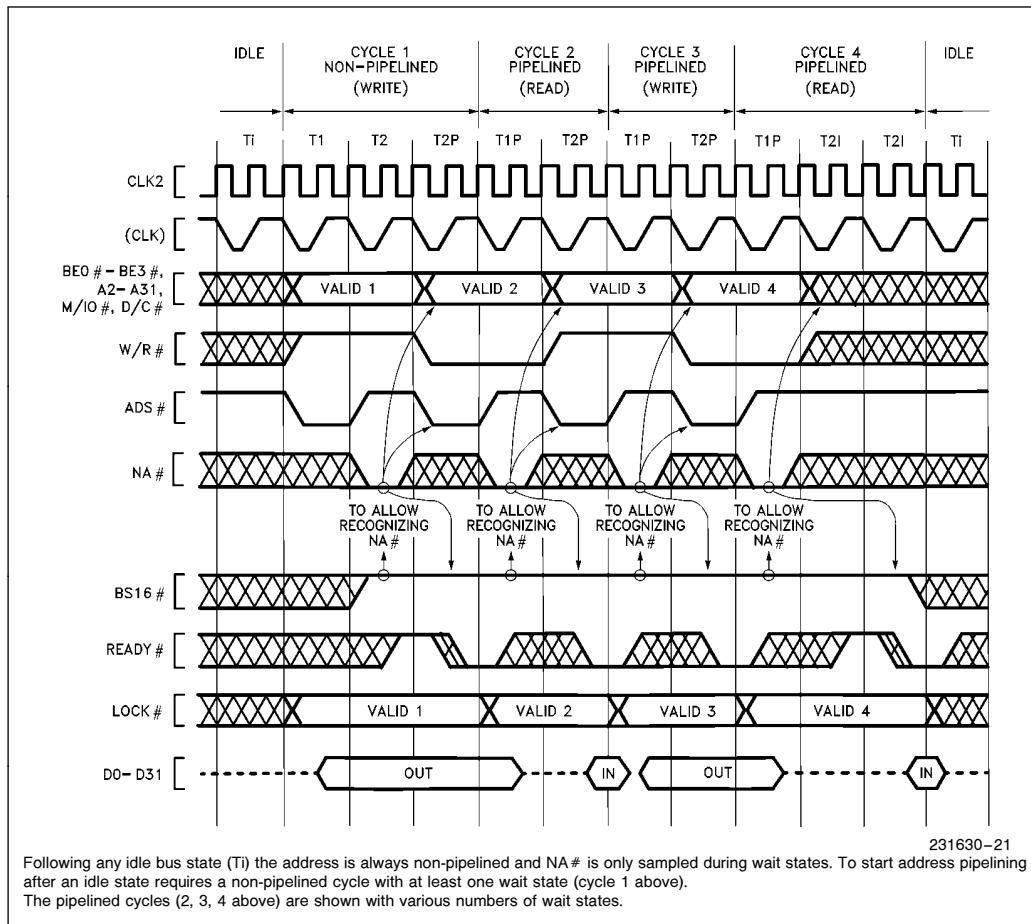 IDLE
CYCLE 1
NON-PIPELINED
(WRITE)
CYCLE 2
PIPELINED
(READ)
CYCLE 3
PIPELINED
(WRITE)
CYCLE 4
PIPELINED
(READ)
IDLE
Ti T1 T2 T2P T1P T2P T1P T2P T1P T2I T2I Ti
CLK2
(CLK)
BE0 #- BE3 #,
A2- A31,
M/IO #, D/C #
VALID 1 VALID 2 VALID 3 VALID 4
W/R #
ADS #
NA #
TO ALLOW
RECOGNIZING
NA #
TO ALLOW
RECOGNIZING
NA #
TO ALLOW
RECOGNIZING
NA #
TO ALLOW
RECOGNIZING
NA #
BS16 #
READY #
LOCK #
VALID 1 VALID 2 VALID 3 VALID 4
D0- D31
OUT IN OUT IN
231630-21
Following any idle bus state (Ti) the address is always non-pipelined and NA# is only sampled during wait states. To start address pipelining
after an idle state requires a non-pipelined cycle with at least one wait state (cycle 1 above).
The pipelined cycles (2, 3, 4 above) are shown with various numbers of wait states.